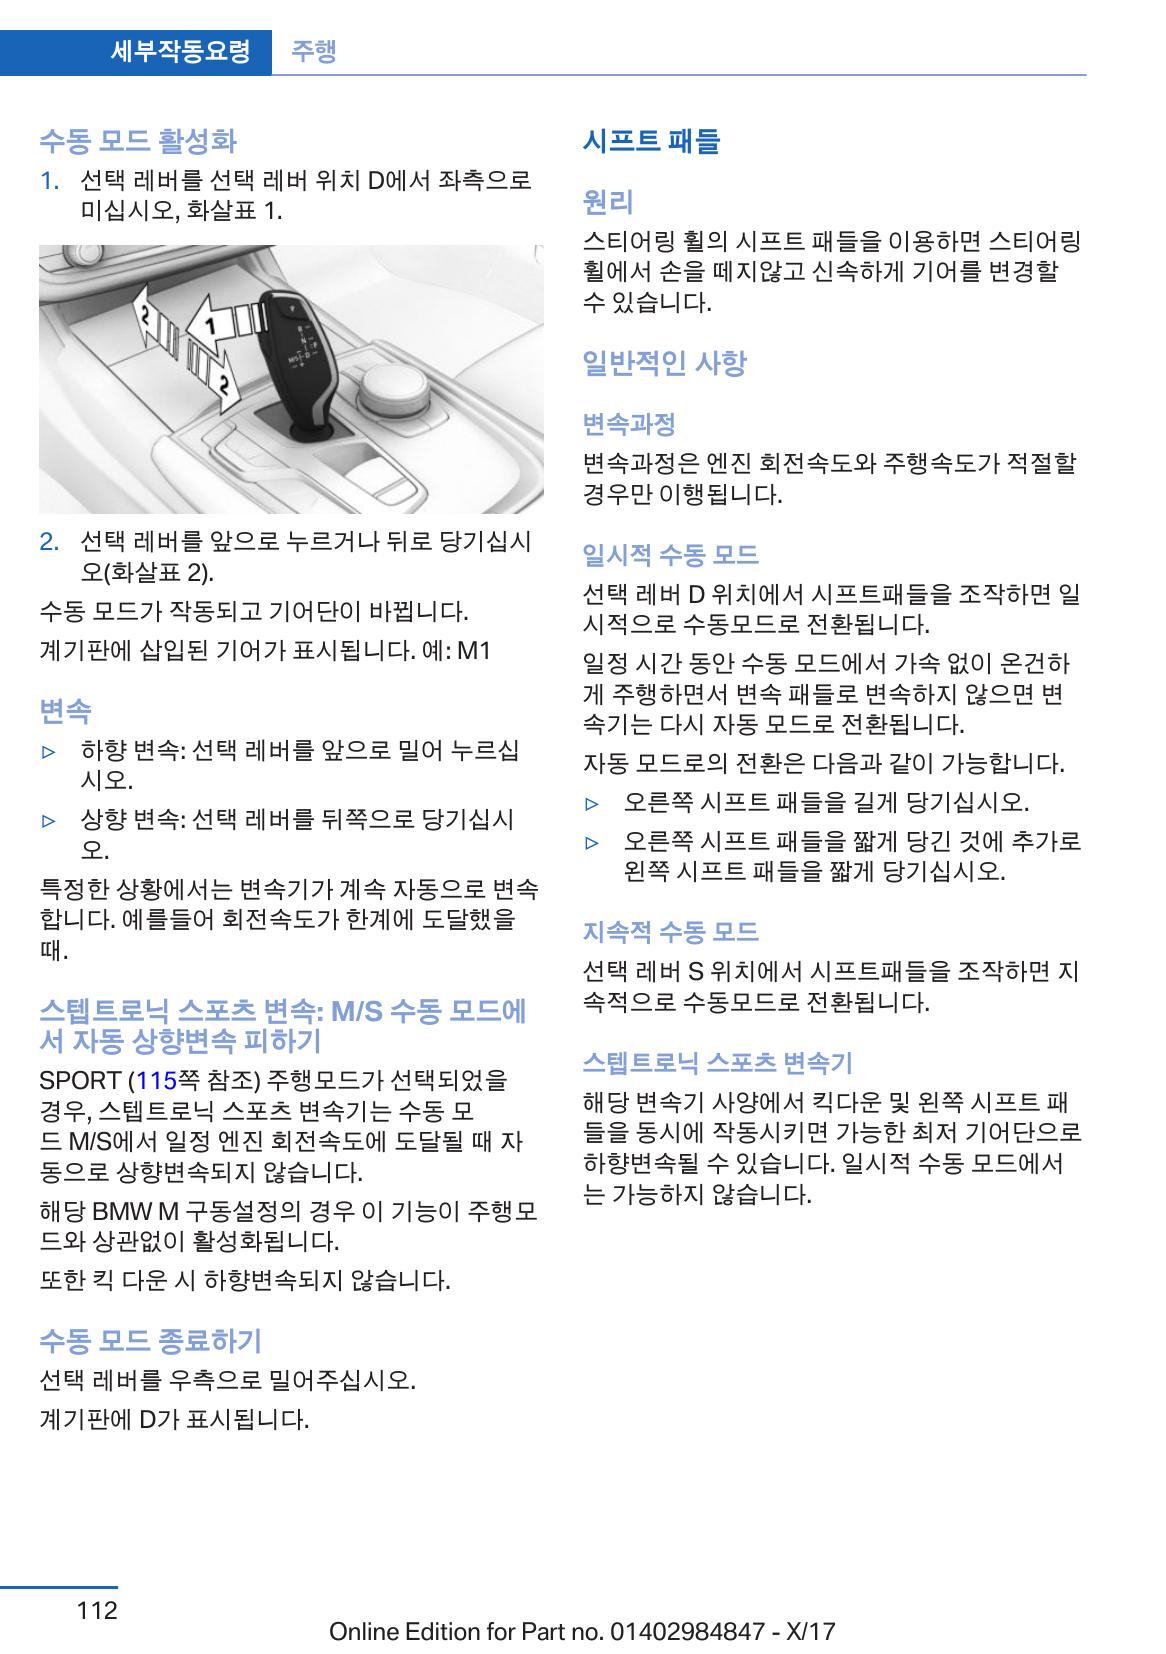 세부작동요령 주행
수동 모드 활성화
1. 선택 레버를 선택 레버 위치 D에서 좌측으로
미십시오, 화살표 1.
2
1
2
R
N
P
D
M/S
2. 선택 레버를 앞으로 누르거나 뒤로 당기십시
오(화살표 2).
수동 모드가 작동되고 기어단이 바뀝니다.
계기판에 삽입된 기어가 표시됩니다. 예: M1
변속
▷ 하향 변속: 선택 레버를 앞으로 밀어 누르십
시오.
▷ 상향 변속: 선택 레버를 뒤쪽으로 당기십시
오.
특정한 상황에서는 변속기가 계속 자동으로 변속
합니다. 예를들어 회전속도가 한계에 도달했을
때.
스텝트로닉 스포츠 변속: M/S 수동 모드에
서 자동 상향변속 피하기
SPORT (115쪽 참조) 주행모드가 선택되었을
경우, 스텝트로닉 스포츠 변속기는 수동 모
드 M/S에서 일정 엔진 회전속도에 도달될 때 자
동으로 상향변속되지 않습니다.
해당 BMW M 구동설정의 경우 이 기능이 주행모
드와 상관없이 활성화됩니다.
또한 킥 다운 시 하향변속되지 않습니다.
수동 모드 종료하기
선택 레버를 우측으로 밀어주십시오.
계기판에 D가 표시됩니다.
시프트 패들
원리
스티어링 휠의 시프트 패들을 이용하면 스티어링
휠에서 손을 떼지않고 신속하게 기어를 변경할
수 있습니다.
일반적인 사항
변속과정
변속과정은 엔진 회전속도와 주행속도가 적절할
경우만 이행됩니다.
일시적 수동 모드
선택 레버 D 위치에서 시프트패들을 조작하면 일
시적으로 수동모드로 전환됩니다.
일정 시간 동안 수동 모드에서 가속 없이 온건하
게 주행하면서 변속 패들로 변속하지 않으면 변
속기는 다시 자동 모드로 전환됩니다.
자동 모드로의 전환은 다음과 같이 가능합니다.
▷ 오른쪽 시프트 패들을 길게 당기십시오.
▷ 오른쪽 시프트 패들을 짧게 당긴 것에 추가로
왼쪽 시프트 패들을 짧게 당기십시오.
지속적 수동 모드
선택 레버 S 위치에서 시프트패들을 조작하면 지
속적으로 수동모드로 전환됩니다.
스텝트로닉 스포츠 변속기
해당 변속기 사양에서 킥다운 및 왼쪽 시프트 패
들을 동시에 작동시키면 가능한 최저 기어단으로
하향변속될 수 있습니다. 일시적 수동 모드에서
는 가능하지 않습니다.
112
Online Edition for Part no. 01402984847 - X/17